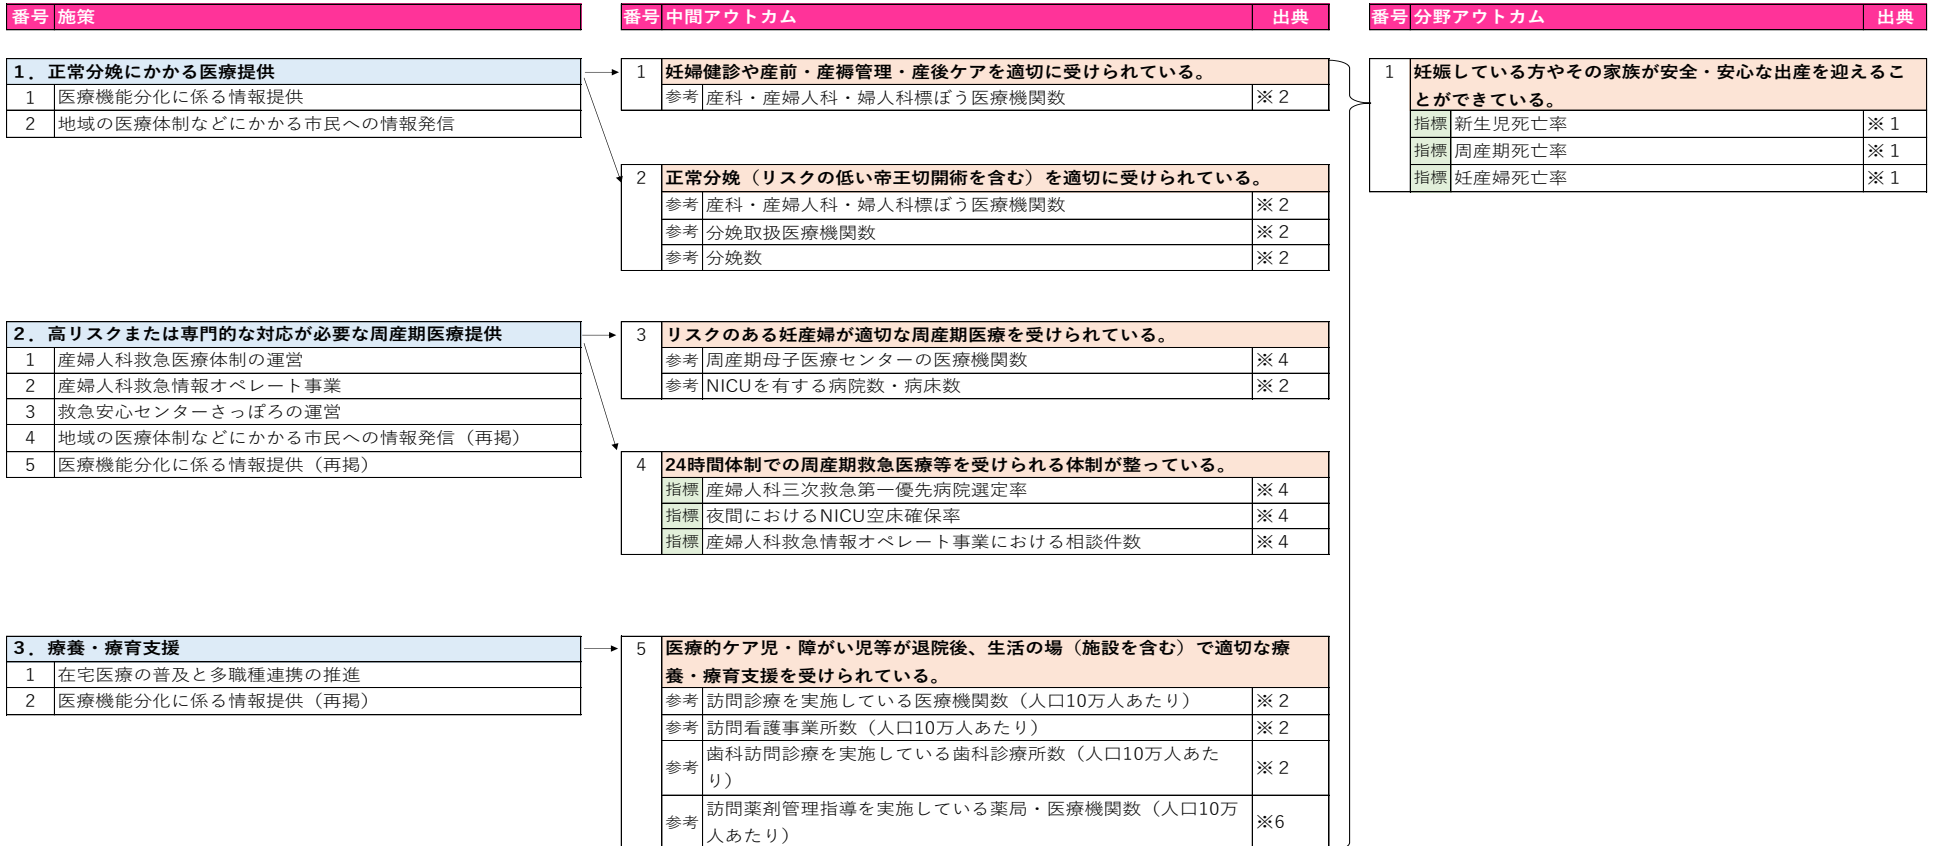 番号 施策
1．正常分娩にかかる医療提供
1 医療機能分化に係る情報提供
2 地域の医療体制などにかかる市民への情報発信
2．高リスクまたは専門的な対応が必要な周産期医療提供
1 産婦人科救急医療体制の運営
2 産婦人科救急情報オペレート事業
3 救急安心センターさっぽろの運営
4 地域の医療体制などにかかる市民への情報発信（再掲）
5 医療機能分化に係る情報提供（再掲）
3．療養・療育支援
1 在宅医療の普及と多職種連携の推進
2 医療機能分化に係る情報提供（再掲）
番号 中間アウトカム 出典
1 妊婦健診や産前・産褥管理・産後ケアを適切に受けられている。
参考 産科・産婦人科・婦人科標ぼう医療機関数 ※２
2 正常分娩（リスクの低い帝王切開術を含む）を適切に受けられている。
参考 産科・産婦人科・婦人科標ぼう医療機関数 ※２
参考 分娩取扱医療機関数 ※２
参考 分娩数 ※２
3 リスクのある妊産婦が適切な周産期医療を受けられている。
参考 周産期母子医療センターの医療機関数 ※４
参考 NICUを有する病院数・病床数 ※２
4 24時間体制での周産期救急医療等を受けられる体制が整っている。
指標 産婦人科三次救急第一優先病院選定率 ※４
指標 夜間におけるNICU空床確保率 ※４
指標 産婦人科救急情報オペレート事業における相談件数 ※４
5 医療的ケア児・障がい児等が退院後、生活の場（施設を含む）で適切な療
養・療育支援を受けられている。
参考 訪問診療を実施している医療機関数（人口10万人あたり） ※２
参考 訪問看護事業所数（人口10万人あたり） ※２
参考 歯科訪問診療を実施している歯科診療所数（人口10万人あた
り） ※２
参考 訪問薬剤管理指導を実施している薬局・医療機関数（人口10万
人あたり） ※6
番号 分野アウトカム 出典
1 妊娠している方やその家族が安全・安心な出産を迎えるこ
とができている。
指標 新生児死亡率 ※１
指標 周産期死亡率 ※１
指標 妊産婦死亡率 ※１